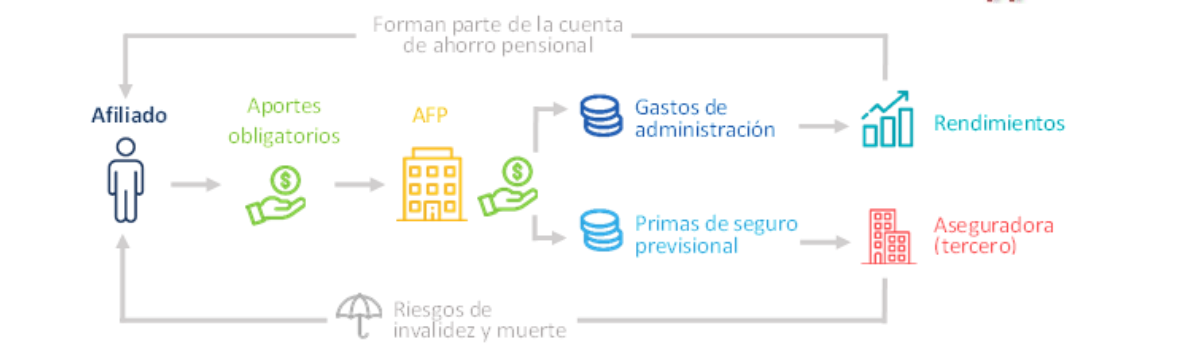 Forman parte de la cuenta
de ahorro pensional
Afiliado
Aportes
obligatorios
AFP
Gastos de
administración
Rendimientos
Primas de seguro
previsional
Aseguradora
(tercero)
Riesgos de
invalidez y muerte